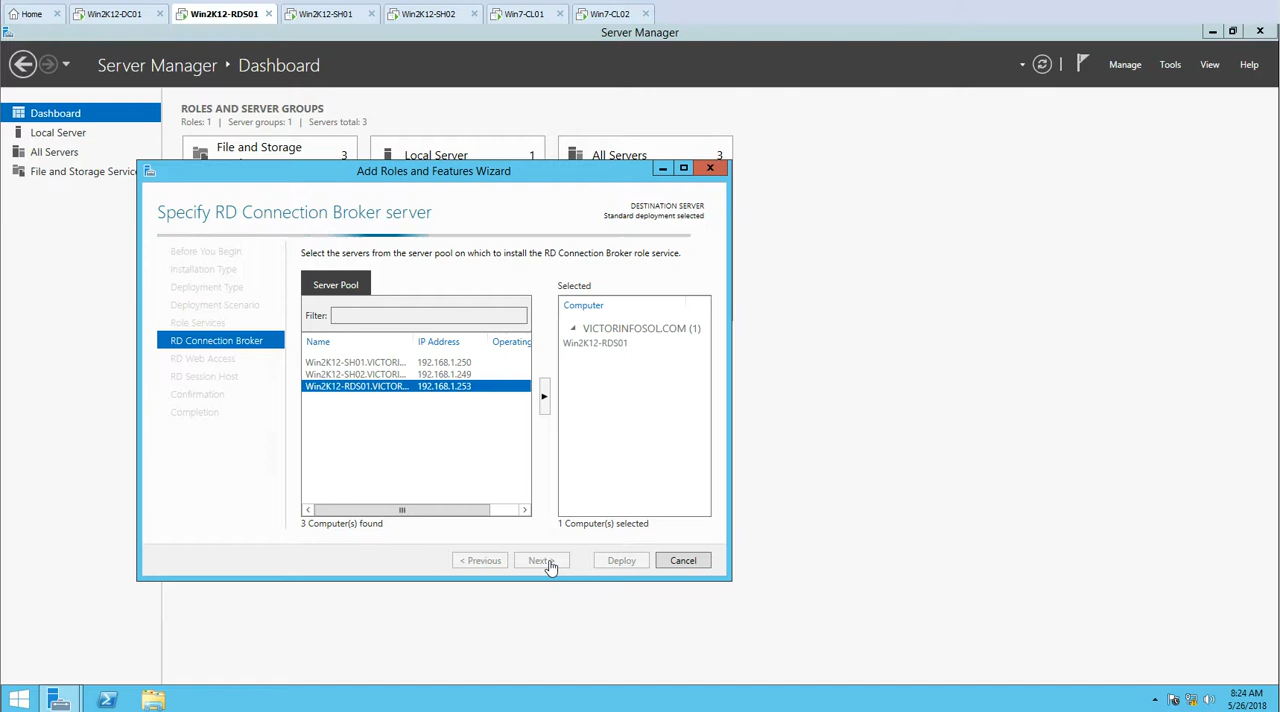 Home Win2K12-DC01 Win2K12-RDS01 Win2K12-SH01 Win2K12-SH02 Win7-CL01 Win7-CL02
Server Manager
Server Manager Dashboard
Manage Tools View Help
Dashboard
Local Server
All Servers
File and Storage Servic
ROLES AND SERVER GROUPS
Roles: 1 | Server groups: 1 | Servers total: 3
File and Storage 3
Local Server 1
All Servers 3
Add Roles and Features Wizard
Specify RD Connection Broker server
DESTINATION SERVER
Standard deployment selected
Before You Begin
Installation Type
Deployment Type
Deployment Scenario
Role Services
RD Connection Broker
RD Web Access
RD Session Host
Confirmation
Completion
Select the servers from the server pool on which to install the RD Connection Broker role service.
Server Pool
Filter:
Name IP Address Operating
Win2K12-SH01.VICTORI... 192.168.1.250
Win2K12-SH02.VICTORI... 192.168.1.249
Win2K12-RDS01.VICTOR... 192.168.1.253
3 Computer(s) found
Selected
Computer
VICTORINFOSOL.COM (1)
Win2K12-RDS01
1 Computer(s) selected
< Previous Next > Deploy Cancel
8:24 AM
5/26/2018